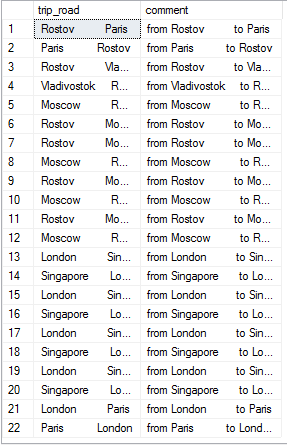 trip_road comment
1 Rostov Paris from Rostov to Paris
2 Paris Rostov from Paris to Rostov
3 Rostov Vla... from Rostov to Vla...
4 Vladivostok R... from Vladivostok to R...
5 Moscow R... from Moscow to R...
6 Rostov Mo... from Rostov to Mo...
7 Rostov Mo... from Rostov to Mo...
8 Moscow R... from Moscow to R...
9 Rostov Mo... from Rostov to Mo...
10 Moscow R... from Moscow to R...
11 Rostov Mo... from Rostov to Mo...
12 Moscow R... from Moscow to R...
13 London Sin... from London to Sin...
14 Singapore Lo... from Singapore to Lo...
15 London Sin... from London to Sin...
16 Singapore Lo... from Singapore to Lo...
17 London Sin... from London to Sin...
18 Singapore Lo... from Singapore to Lo...
19 London Sin... from London to Sin...
20 Singapore Lo... from Singapore to Lo...
21 London Paris from London to Paris
22 Paris London from Paris to Lond...